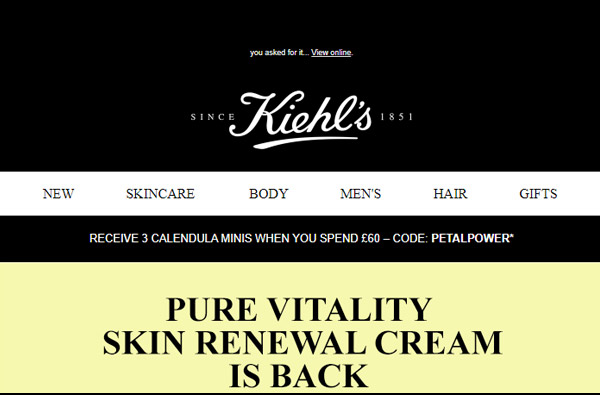 you asked for it... View online.
SINCE Kiehl's 1851
NEW SKINCARE BODY MEN'S HAIR GIFTS
RECEIVE 3 CALENDULA MINIS WHEN YOU SPEND £60 – CODE: PETALPOWER*
PURE VITALITY
SKIN RENEWAL CREAM
IS BACK